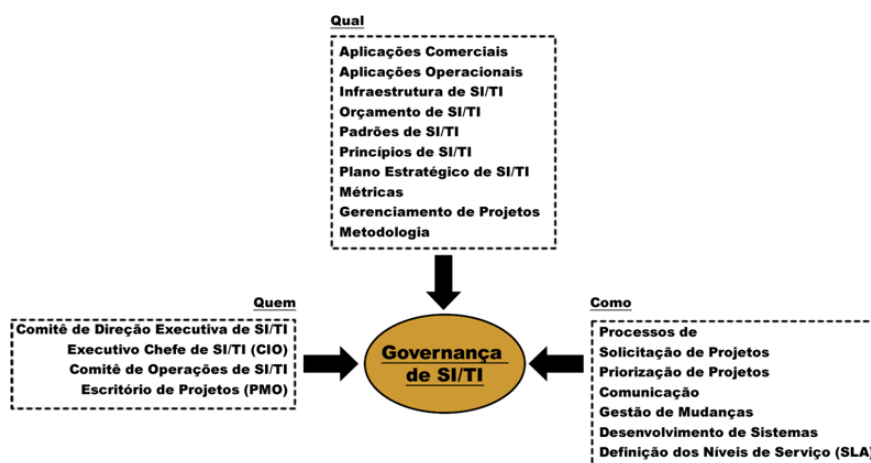 Qual
Aplicações Comerciais
Aplicações Operacionais
Infraestrutura de SI/TI
Orçamento de SI/TI
Padrões de SI/TI
Princípios de SI/TI
Plano Estratégico de SI/TI
Métricas
Gerenciamento de Projetos
Metodologia
Quem
Comitê de Direção Executiva de SI/TI
Executivo Chefe de SI/TI (CIO)
Comitê de Operações de SI/TI
Escritório de Projetos (PMO)
Governança
de SI/TI
Como
Processos de
Solicitação de Projetos
Priorização de Projetos
Comunicação
Gestão de Mudanças
Desenvolvimento de Sistemas
Definição dos Níveis de Serviço (SLA)